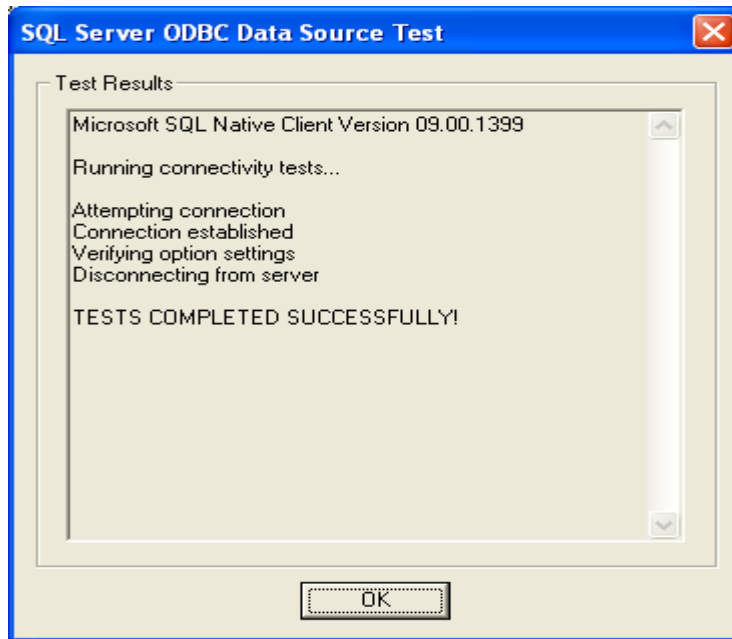 SQL Server ODBC Data Source Test
Test Results
Microsoft SQL Native Client Version 09.00.1399
Running connectivity tests...
Attempting connection
Connection established
Verifying option settings
Disconnecting from server
TESTS COMPLETED SUCCESSFULLY!
OK